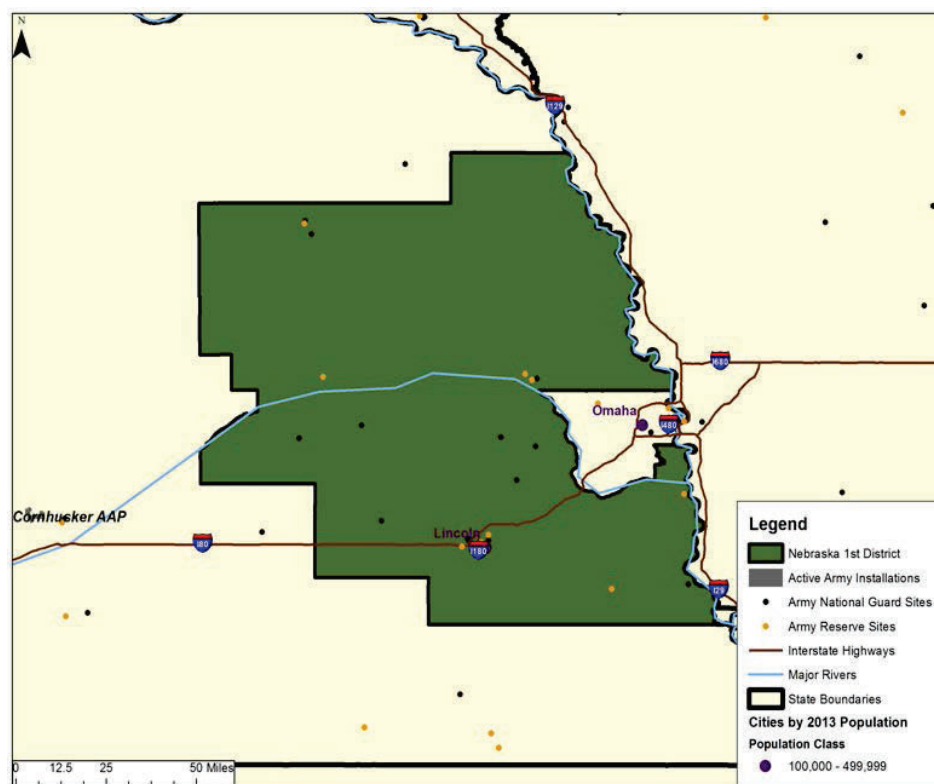 N
I129
I680
Omaha
I480
Cornhusker AAP
Lincoln
I80
I180
I29
Legend
Nebraska 1st District
Active Army Installations
Army National Guard Sites
Army Reserve Sites
Interstate Highways
Major Rivers
State Boundaries
Cities by 2013 Population
Population Class
100,000 - 499,999
0 12.5 25 50 Miles